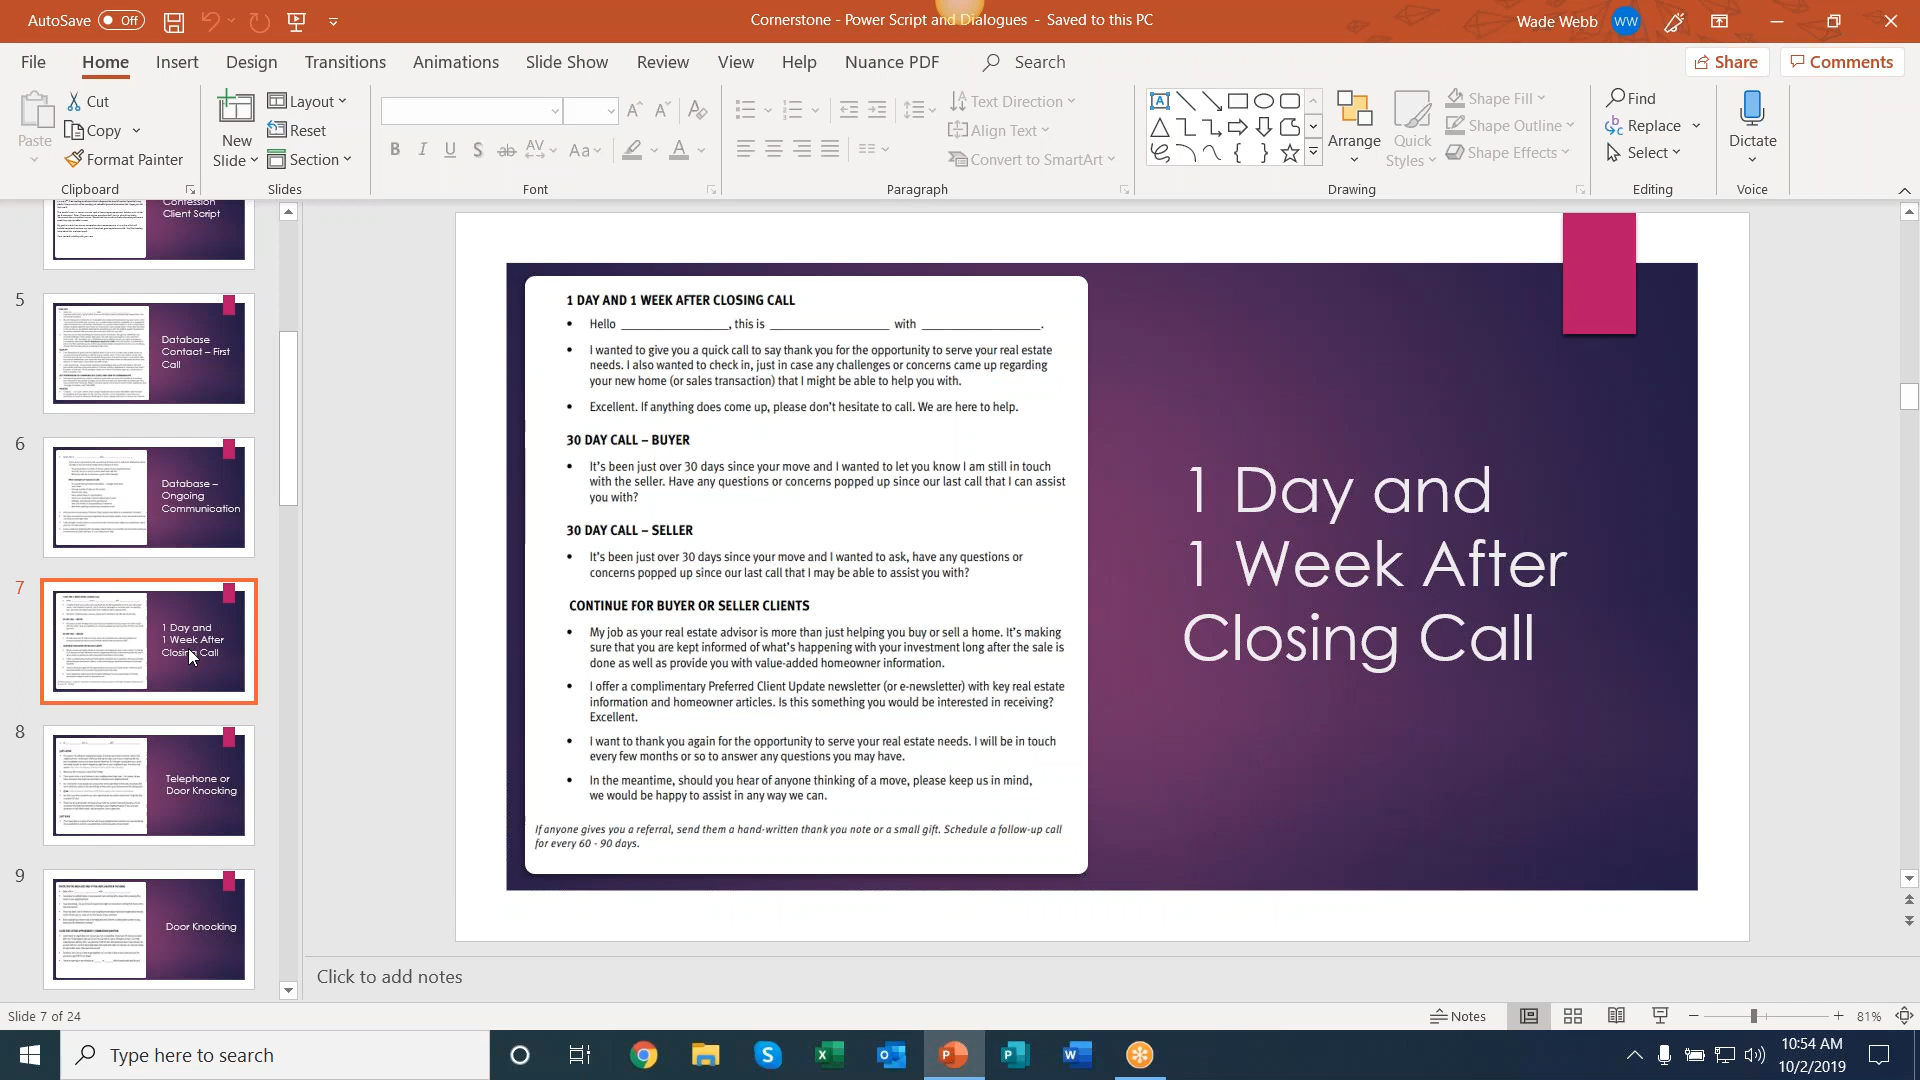 AutoSave Off
Cornerstone - Power Script and Dialogues - Saved to this PC
Wade Webb WW
File Home Insert Design Transitions Animations Slide Show Review View Help Nuance PDF Search
Share Comments
Paste
Cut
Copy
Format Painter
Clipboard
New
Slide
Layout
Reset
Section
Slides
B I U S ab AV Aa A
Font
Text Direction
Align Text
Convert to SmartArt
Paragraph
Arrange
Quick
Styles
Shape Fill
Shape Outline
Shape Effects
Drawing
Find
Replace
Select
Editing
Dictate
Voice
Confession
Client Script
5
Database
Contact – First
Call
6
Database –
Ongoing
Communication
7
1 Day and
1 Week After
Closing Call
8
Telephone or
Door Knocking
9
Door Knocking
1 DAY AND 1 WEEK AFTER CLOSING CALL
• Hello ________________, this is __________________ with __________________.
• I wanted to give you a quick call to say thank you for the opportunity to serve your real estate
needs. I also wanted to check in, just in case any challenges or concerns came up regarding
your new home (or sales transaction) that I might be able to help you with.
• Excellent. If anything does come up, please don't hesitate to call. We are here to help.
30 DAY CALL – BUYER
• It's been just over 30 days since your move and I wanted to let you know I am still in touch
with the seller. Have any questions or concerns popped up since our last call that I can assist
you with?
30 DAY CALL – SELLER
• It's been just over 30 days since your move and I wanted to ask, have any questions or
concerns popped up since our last call that I may be able to assist you with?
CONTINUE FOR BUYER OR SELLER CLIENTS
• My job as your real estate advisor is more than just helping you buy or sell a home. It's making
sure that you are kept informed of what's happening with your investment long after the sale is
done as well as provide you with value-added homeowner information.
• I offer a complimentary Preferred Client Update newsletter (or e-newsletter) with key real estate
information and homeowner articles. Is this something you would be interested in receiving?
Excellent.
• I want to thank you again for the opportunity to serve your real estate needs. I will be in touch
every few months or so to answer any questions you may have.
• In the meantime, should you hear of anyone thinking of a move, please keep us in mind,
we would be happy to assist in any way we can.
If anyone gives you a referral, send them a hand-written thank you note or a small gift. Schedule a follow-up call
for every 60 - 90 days.
1 Day and
1 Week After
Closing Call
Click to add notes
Slide 7 of 24
Notes
81%
Type here to search
10:54 AM
10/2/2019